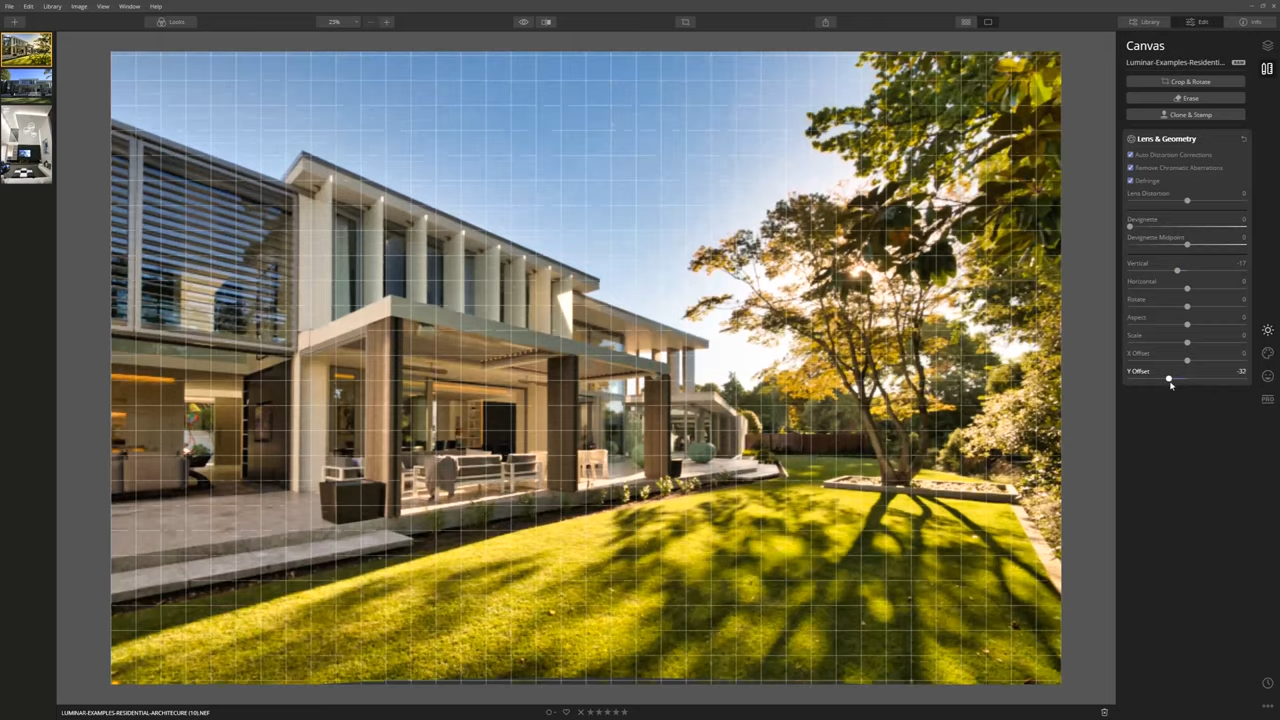 File Edit Library Image View Window Help
Looks 23% Library Edit Info
Canvas
Luminar-Examples-Residenti... RAW
Crop & Rotate
Erase
Clone & Stamp
Lens & Geometry
Auto Distortion Corrections
Remove Chromatic Aberrations
Defringe
Lens Distortion 0
Devignette 0
Devignette Midpoint 0
Vertical -17
Horizontal 0
Rotate 0
Aspect 0
Scale 0
X Offset 0
Y Offset -32
PRO
LUMINAR-EXAMPLES-RESIDENTIAL-ARCHITECURE (10).NEF